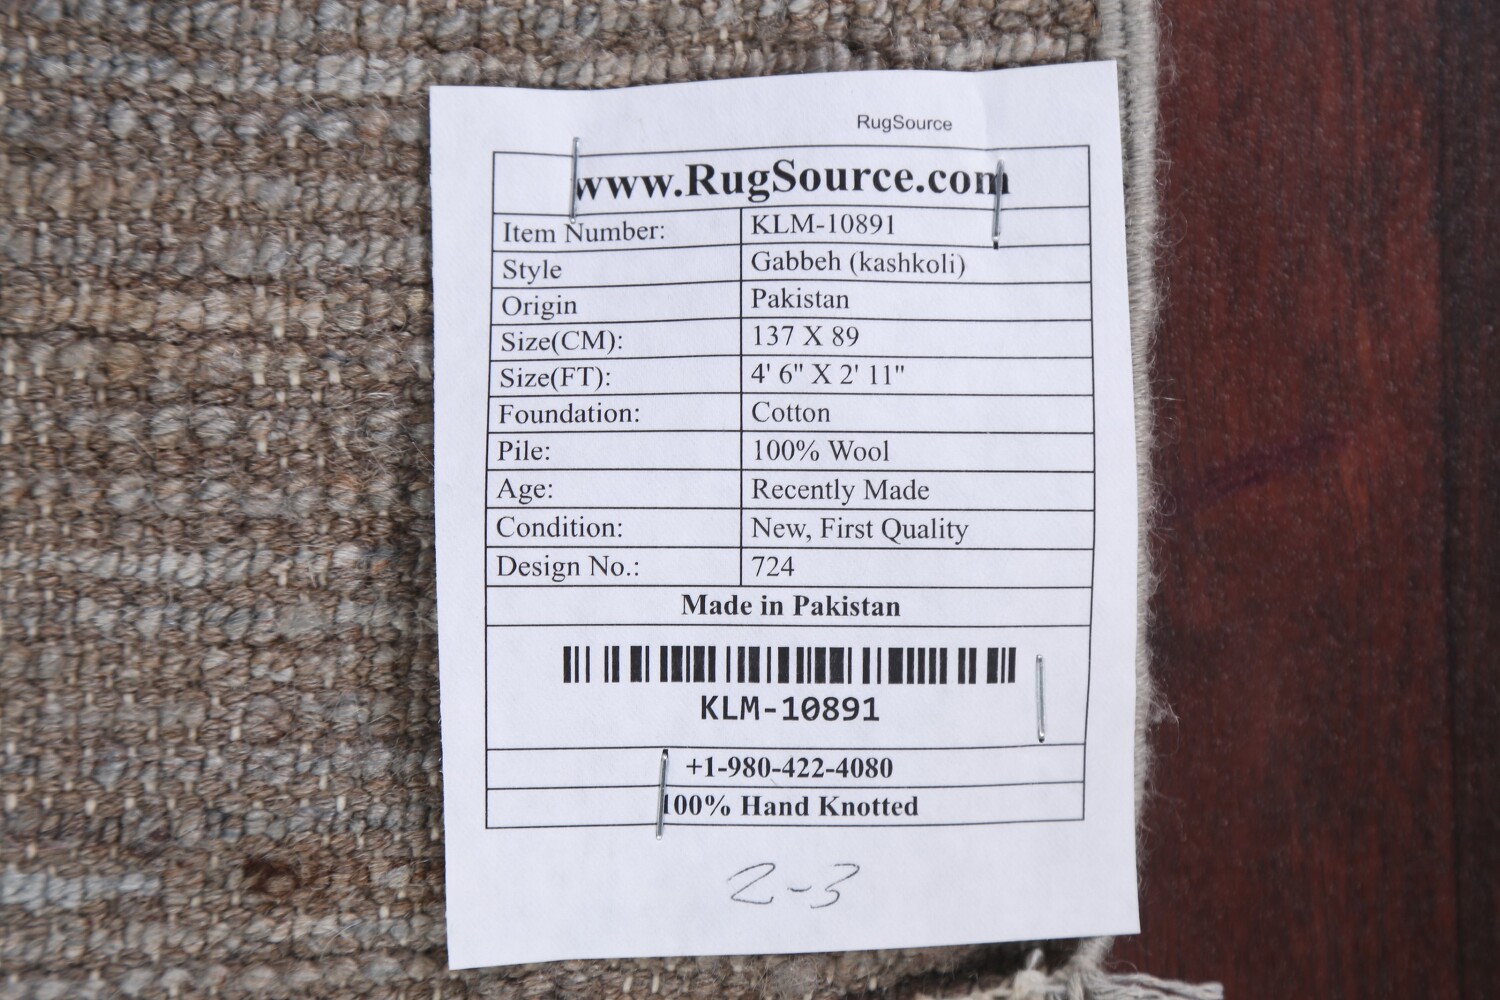 RugSource
www.RugSource.com
Item Number: KLM-10891
Style Gabbeh (kashkoli)
Origin Pakistan
Size(CM): 137 X 89
Size(FT): 4' 6" X 2' 11"
Foundation: Cotton
Pile: 100% Wool
Age: Recently Made
Condition: New, First Quality
Design No.: 724
Made in Pakistan
KLM-10891
+1-980-422-4080
100% Hand Knotted
2-3